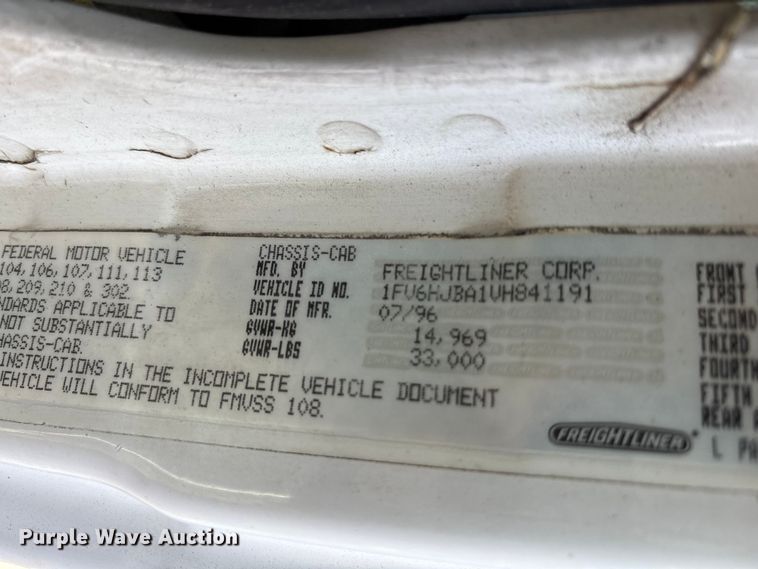 FEDERAL MOTOR VEHICLE
104,106,107,111,113
8,209,210 & 302.
NDARDS APPLICABLE TO
NOT SUBSTANTIALLY
HASSIS-CAB.
INSTRUCTIONS IN THE INCOMPLETE VEHICLE DOCUMENT
VEHICLE WILL CONFORM TO FMVSS 108.
CHASSIS-CAB
MFD. BY FREIGHTLINER CORP.
VEHICLE ID NO. 1FV6HJBA1VH841191
DATE OF MFR. 07/96
GVWR-KG 14,969
GVWR-LBS 33,000
FREIGHTLINER
FRONT
FIRST
SECOND
THIRD
FOURTH
FIFTH
REAR A
L PA
Purple Wave Auction